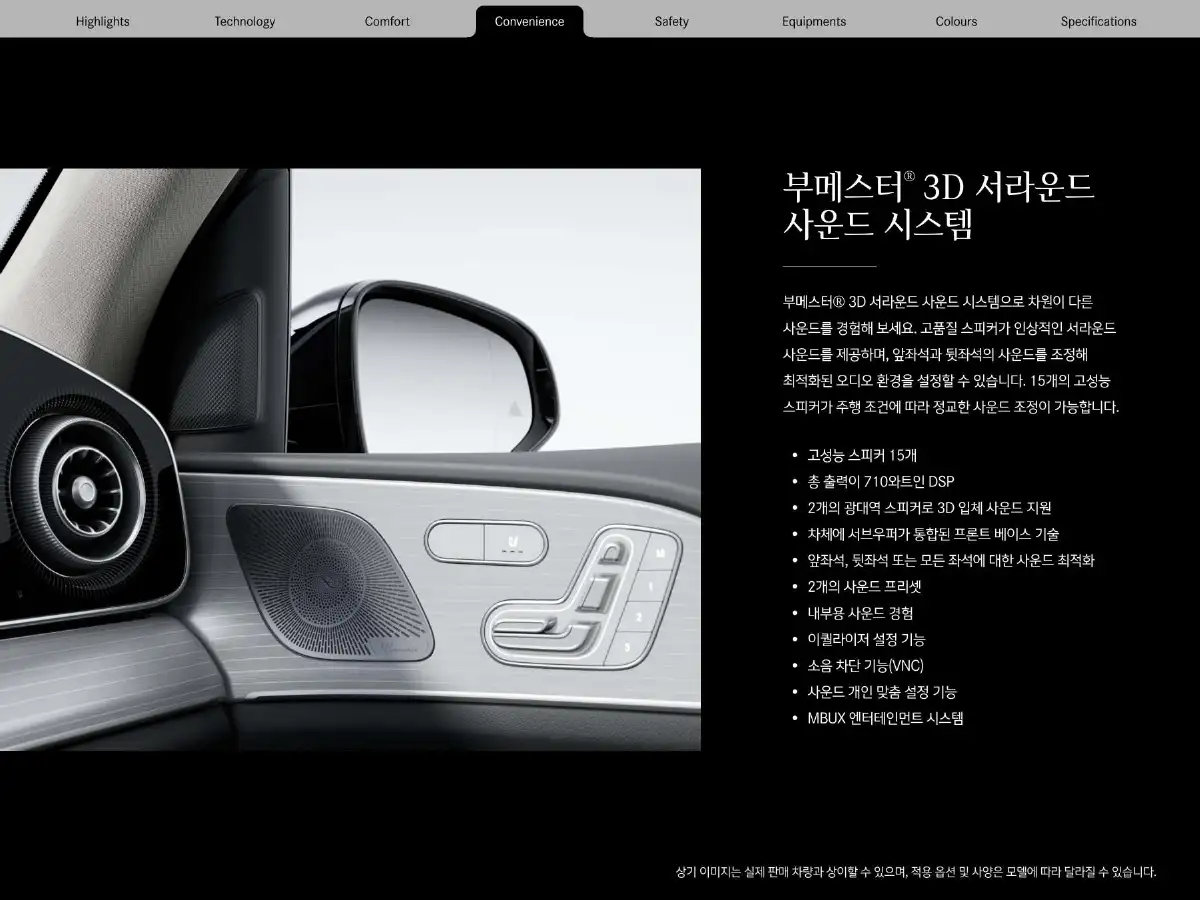 Highlights
Technology
Comfort
Convenience
Safety
Equipments
Colours
Specifications
부메스터® 3D 서라운드
사운드 시스템
부메스터® 3D 서라운드 사운드 시스템으로 차원이 다른
사운드를 경험해 보세요. 고품질 스피커가 인상적인 서라운드
사운드를 제공하며, 앞좌석과 뒷좌석의 사운드를 조정해
최적화된 오디오 환경을 설정할 수 있습니다. 15개의 고성능
스피커가 주행 조건에 따라 정교한 사운드 조정이 가능합니다.
• 고성능 스피커 15개
• 총 출력이 710와트인 DSP
• 2개의 광대역 스피커로 3D 입체 사운드 지원
• 차체에 서브우퍼가 통합된 프론트 베이스 기술
• 앞좌석, 뒷좌석 또는 모든 좌석에 대한 사운드 최적화
• 2개의 사운드 프리셋
• 내부용 사운드 경험
• 이퀄라이저 설정 기능
• 소음 차단 기능(VNC)
• 사운드 개인 맞춤 설정 기능
• MBUX 엔터테인먼트 시스템
M
1
2
3
상기 이미지는 실제 판매 차량과 상이할 수 있으며, 적용 옵션 및 사양은 모델에 따라 달라질 수 있습니다.